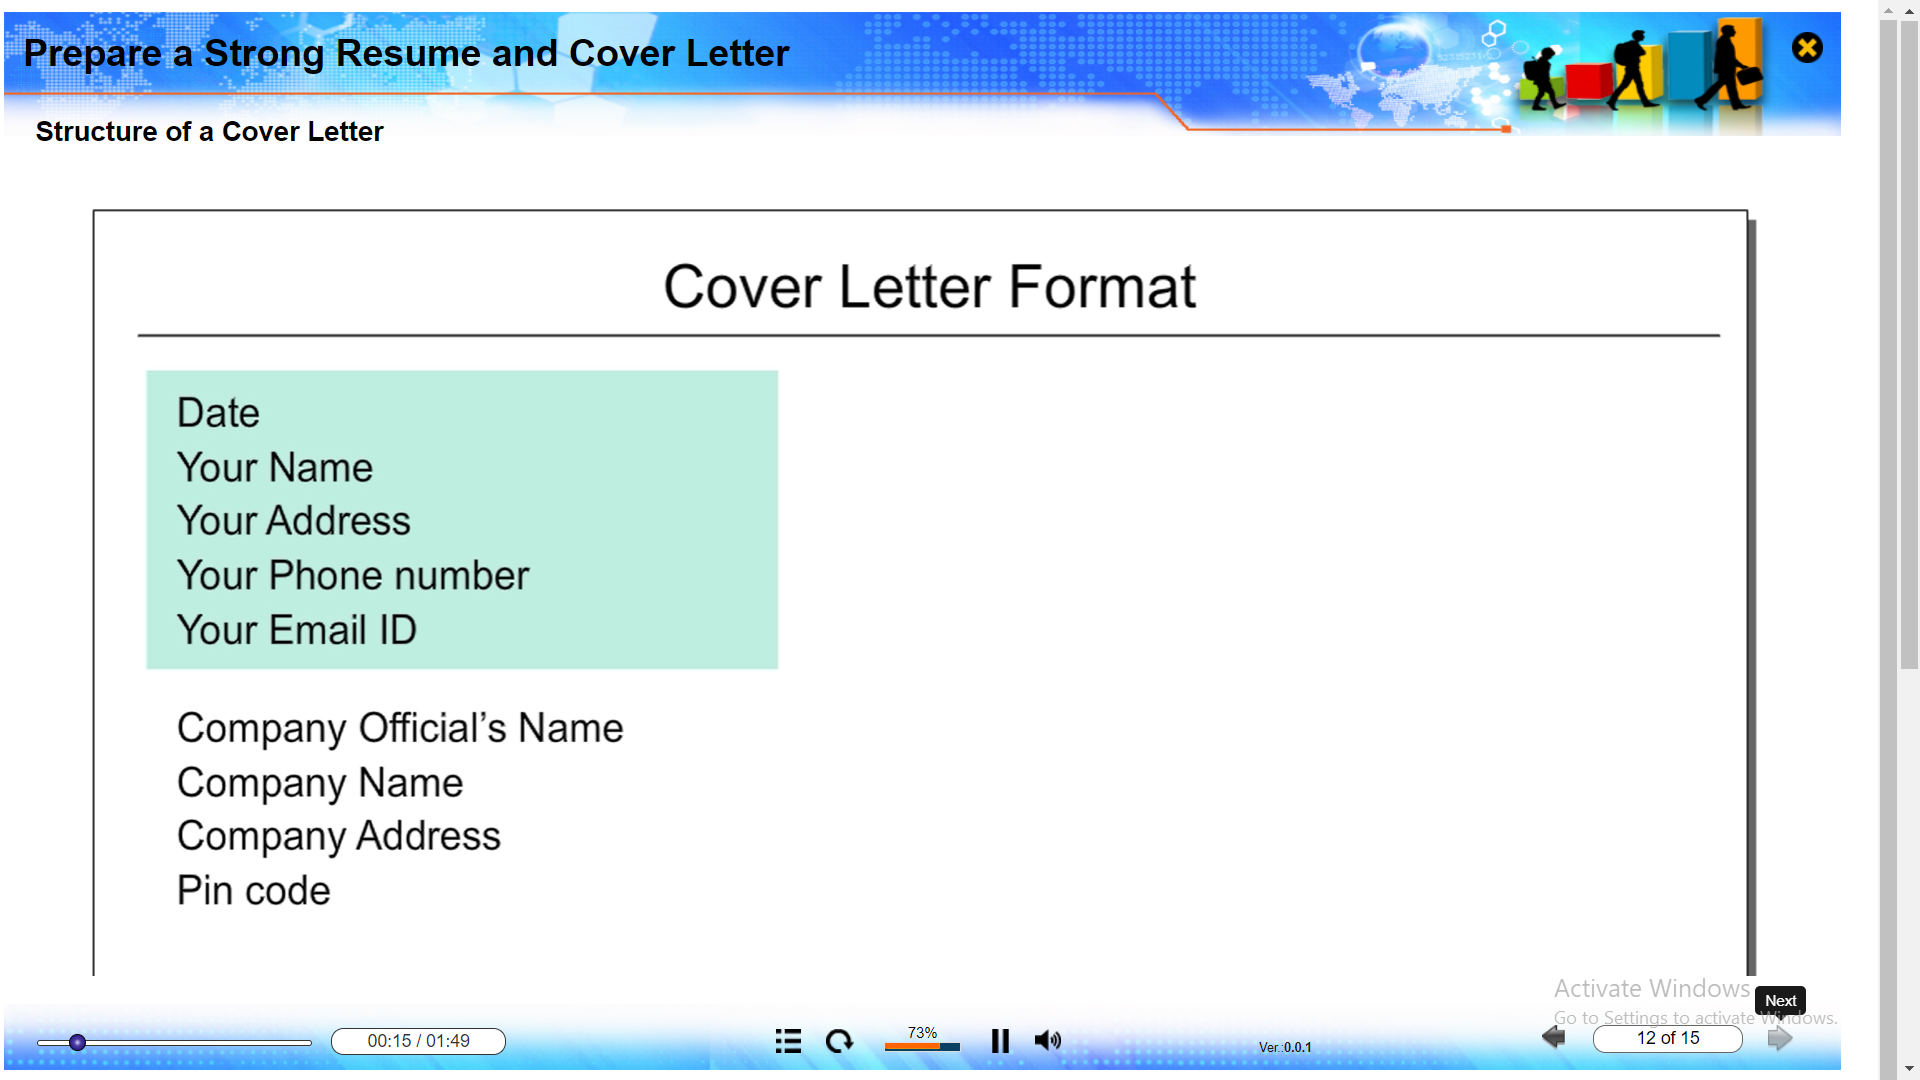 Prepare a Strong Resume and Cover Letter
Structure of a Cover Letter
Cover Letter Format
Date
Your Name
Your Address
Your Phone number
Your Email ID
Company Official’s Name
Company Name
Company Address
Pin code
Activate Windows
Go to Settings to activate Windows.
Next
00:15 / 01:49
73%
Ver.:0.0.1
12 of 15